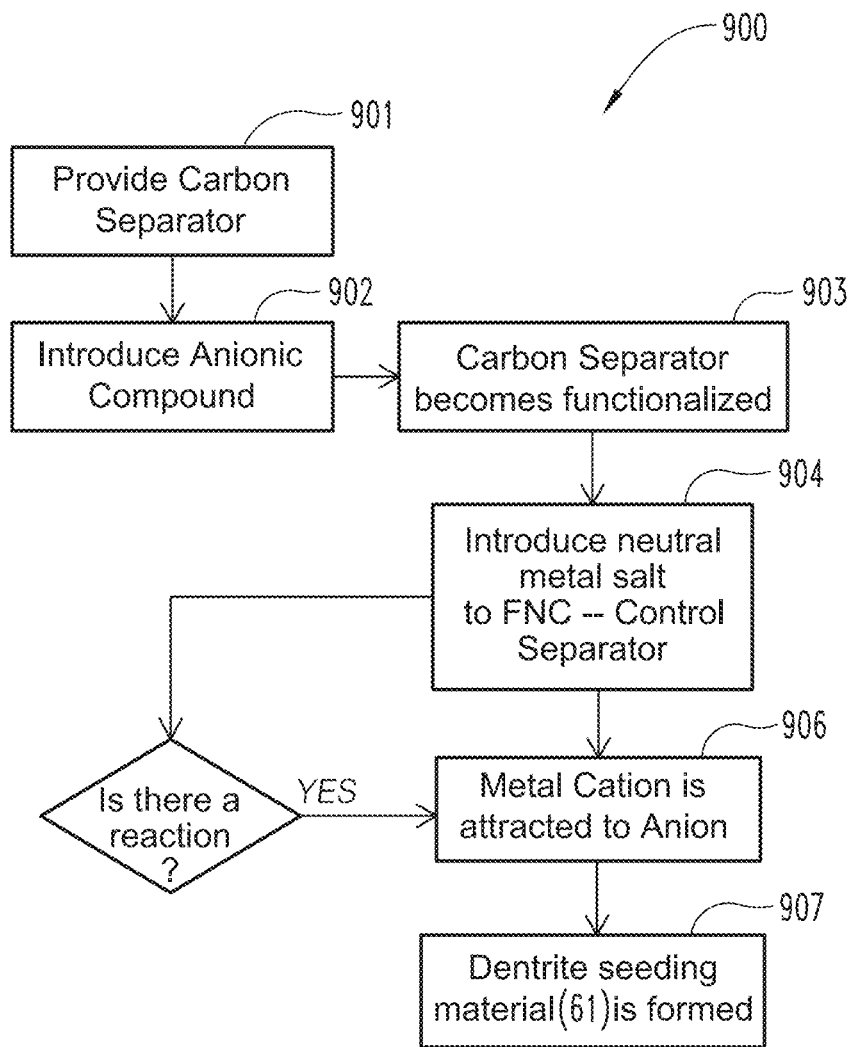 900
901
Provide Carbon
Separator
902
Introduce Anionic
Compound
903
Carbon Separator
becomes functionalized
904
Introduce neutral
metal salt
to FNC -- Control
Separator
Is there a
reaction
?
YES
906
Metal Cation is
attracted to Anion
907
Dentrite seeding
material(61)is formed